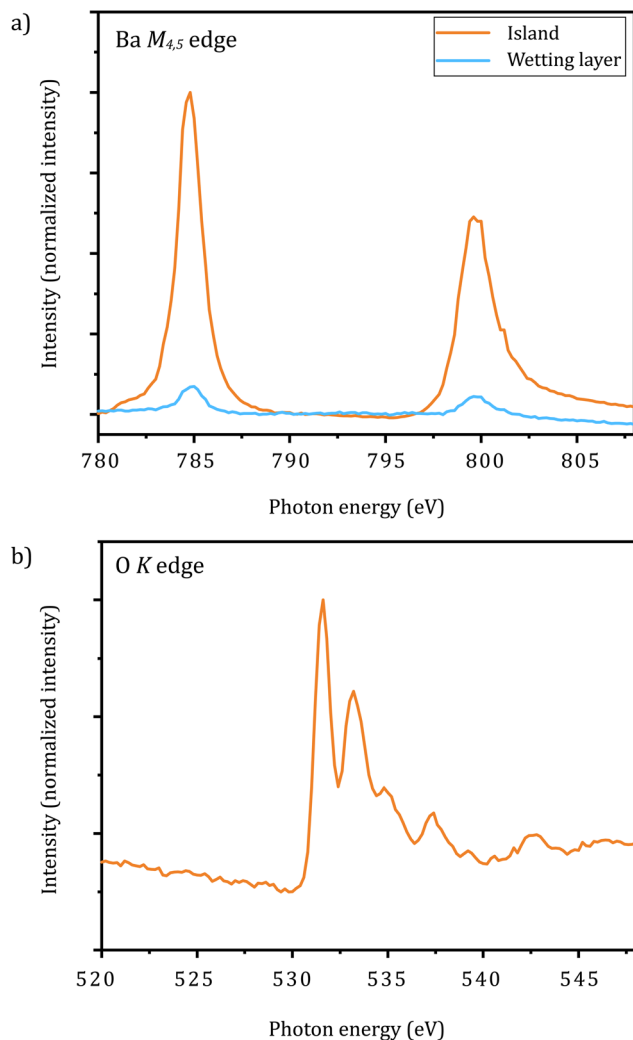 a)
Ba M4,5 edge
Island
Wetting layer
Intensity (normalized intensity)
780 785 790 795 800 805
Photon energy (eV)
b)
O K edge
Intensity (normalized intensity)
520 525 530 535 540 545
Photon energy (eV)